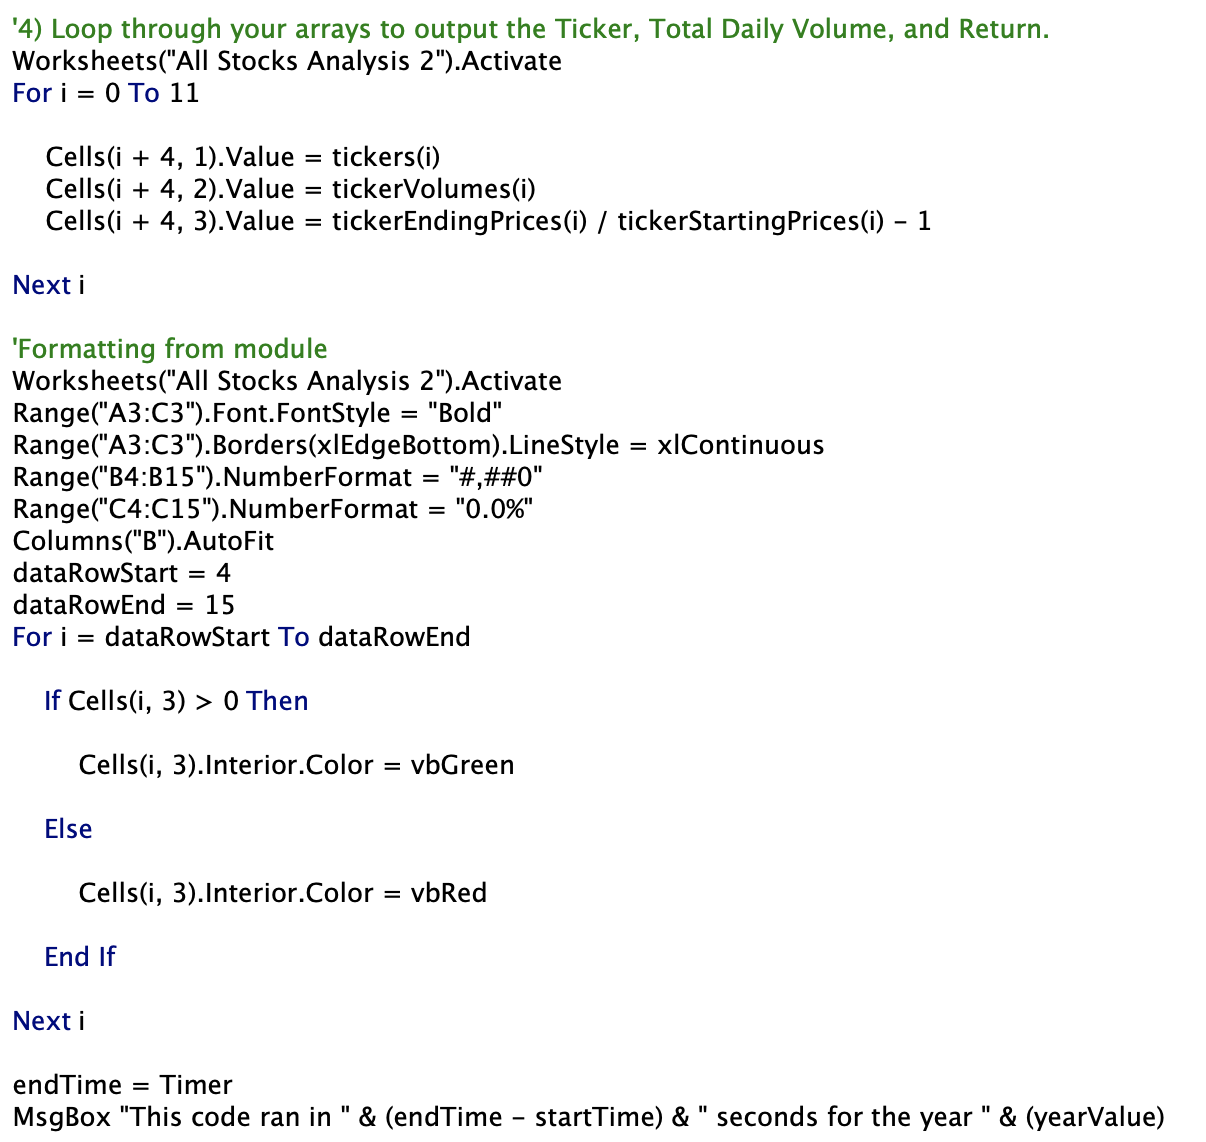 '4) Loop through your arrays to output the Ticker, Total Daily Volume, and Return.
Worksheets("All Stocks Analysis 2").Activate
For i = 0 To 11
Cells(i + 4, 1).Value = tickers(i)
Cells(i + 4, 2).Value = tickerVolumes(i)
Cells(i + 4, 3).Value = tickerEndingPrices(i) / tickerStartingPrices(i) - 1
Next i
'Formatting from module
Worksheets("All Stocks Analysis 2").Activate
Range("A3:C3").Font.FontStyle = "Bold"
Range("A3:C3").Borders(xlEdgeBottom).LineStyle = xlContinuous
Range("B4:B15").NumberFormat = "#,##0"
Range("C4:C15").NumberFormat = "0.0%"
Columns("B").AutoFit
dataRowStart = 4
dataRowEnd = 15
For i = dataRowStart To dataRowEnd
If Cells(i, 3) > 0 Then
Cells(i, 3).Interior.Color = vbGreen
Else
Cells(i, 3).Interior.Color = vbRed
End If
Next i
endTime = Timer
MsgBox "This code ran in " & (endTime - startTime) & " seconds for the year " & (yearValue)